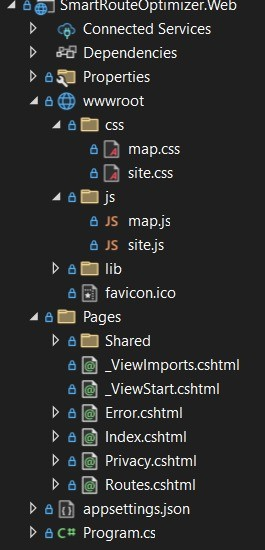 SmartRouteOptimizer.Web
Connected Services
Dependencies
Properties
wwwroot
css
map.css
site.css
js
JS map.js
JS site.js
lib
favicon.ico
Pages
Shared
_ViewImports.cshtml
_ViewStart.cshtml
Error.cshtml
Index.cshtml
Privacy.cshtml
Routes.cshtml
appsettings.json
C# Program.cs